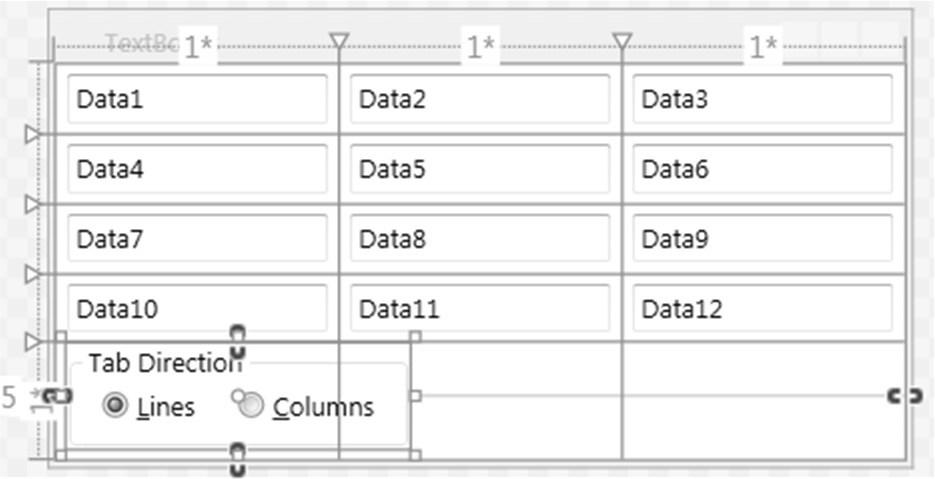 1* 1* 1*
Data1 Data2 Data3
Data4 Data5 Data6
Data7 Data8 Data9
Data10 Data11 Data12
Tab Direction
5 1*
Lines Columns